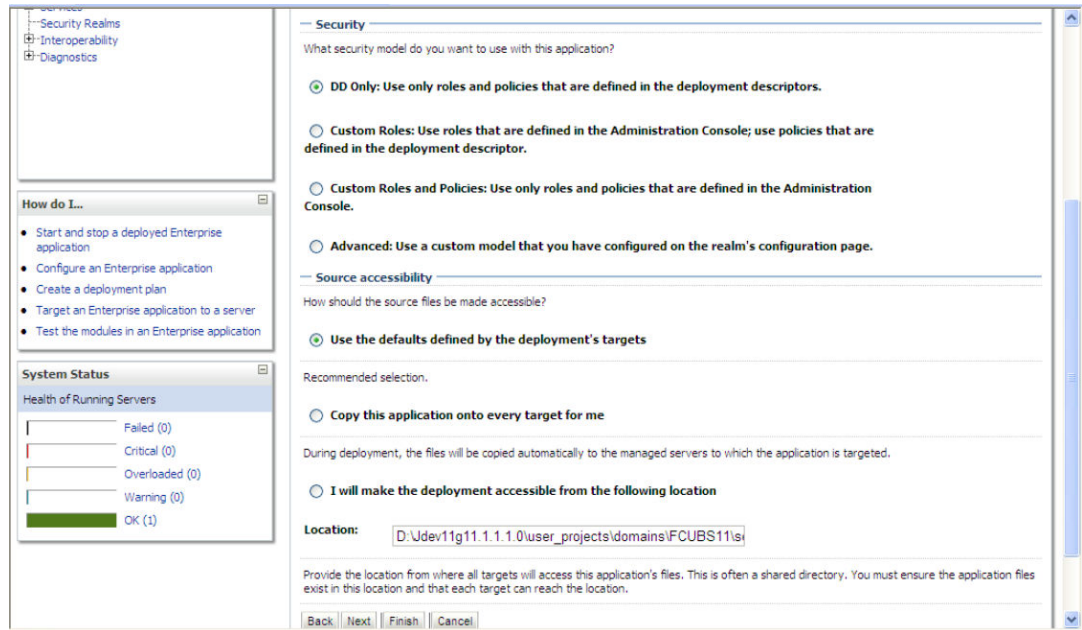 Security Realms
Interoperability
Diagnostics
How do I...
Start and stop a deployed Enterprise
application
Configure an Enterprise application
Create a deployment plan
Target an Enterprise application to a server
Test the modules in an Enterprise application
System Status
Health of Running Servers
Failed (0)
Critical (0)
Overloaded (0)
Warning (0)
OK (1)
Security
What security model do you want to use with this application?
DD Only: Use only roles and policies that are defined in the deployment descriptors.
Custom Roles: Use roles that are defined in the Administration Console; use policies that are
defined in the deployment descriptor.
Custom Roles and Policies: Use only roles and policies that are defined in the Administration
Console.
Advanced: Use a custom model that you have configured on the realm's configuration page.
Source accessibility
How should the source files be made accessible?
Use the defaults defined by the deployment's targets
Recommended selection.
Copy this application onto every target for me
During deployment, the files will be copied automatically to the managed servers to which the application is targeted.
I will make the deployment accessible from the following location
Location:
D:\Jdev11g11.1.1.1.0\user_projects\domains\FCUBS11\s
Provide the location from where all targets will access this application's files. This is often a shared directory. You must ensure the application files
exist in this location and that each target can reach the location.
Back Next Finish Cancel